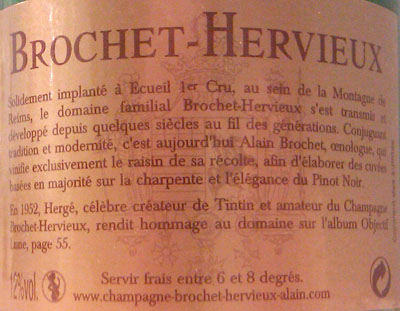 BROCHET-HERVIEUX
Solidement implanté à Ecueil 1er Cru, au sein de la Montagne de
Reims, le domaine familial Brochet-Hervieux s'est transmis et
développé depuis quelques siècles au fil des générations. Conjuguant
tradition et modernité, c'est aujourd'hui Alain Brochet, œnologue, qui
vinifie exclusivement le raisin de sa récolte, afin d'élaborer des cuvées
basées en majorité sur la charpente et l'élégance du Pinot Noir.
En 1952, Hergé, célèbre créateur de Tintin et amateur du Champagne
Brochet-Hervieux, rendit hommage au domaine sur l'album Objectif
Lune, page 55.
12%vol.
Servir frais entre 6 et 8 degrés.
www.champagne-brochet-hervieux-alain.com